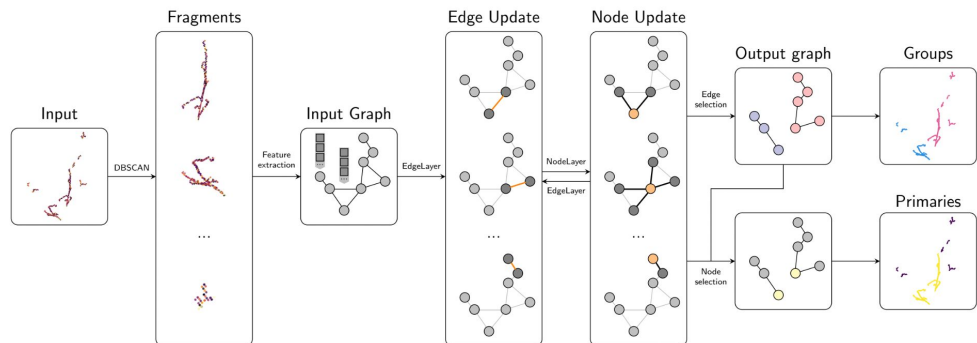 Fragments
Edge Update
Node Update
Output graph
Groups
Input
Input Graph
Edge
selection
DBSCAN
Feature
extraction
EdgeLayer
NodeLayer
EdgeLayer
...
...
...
Primaries
Node
selection